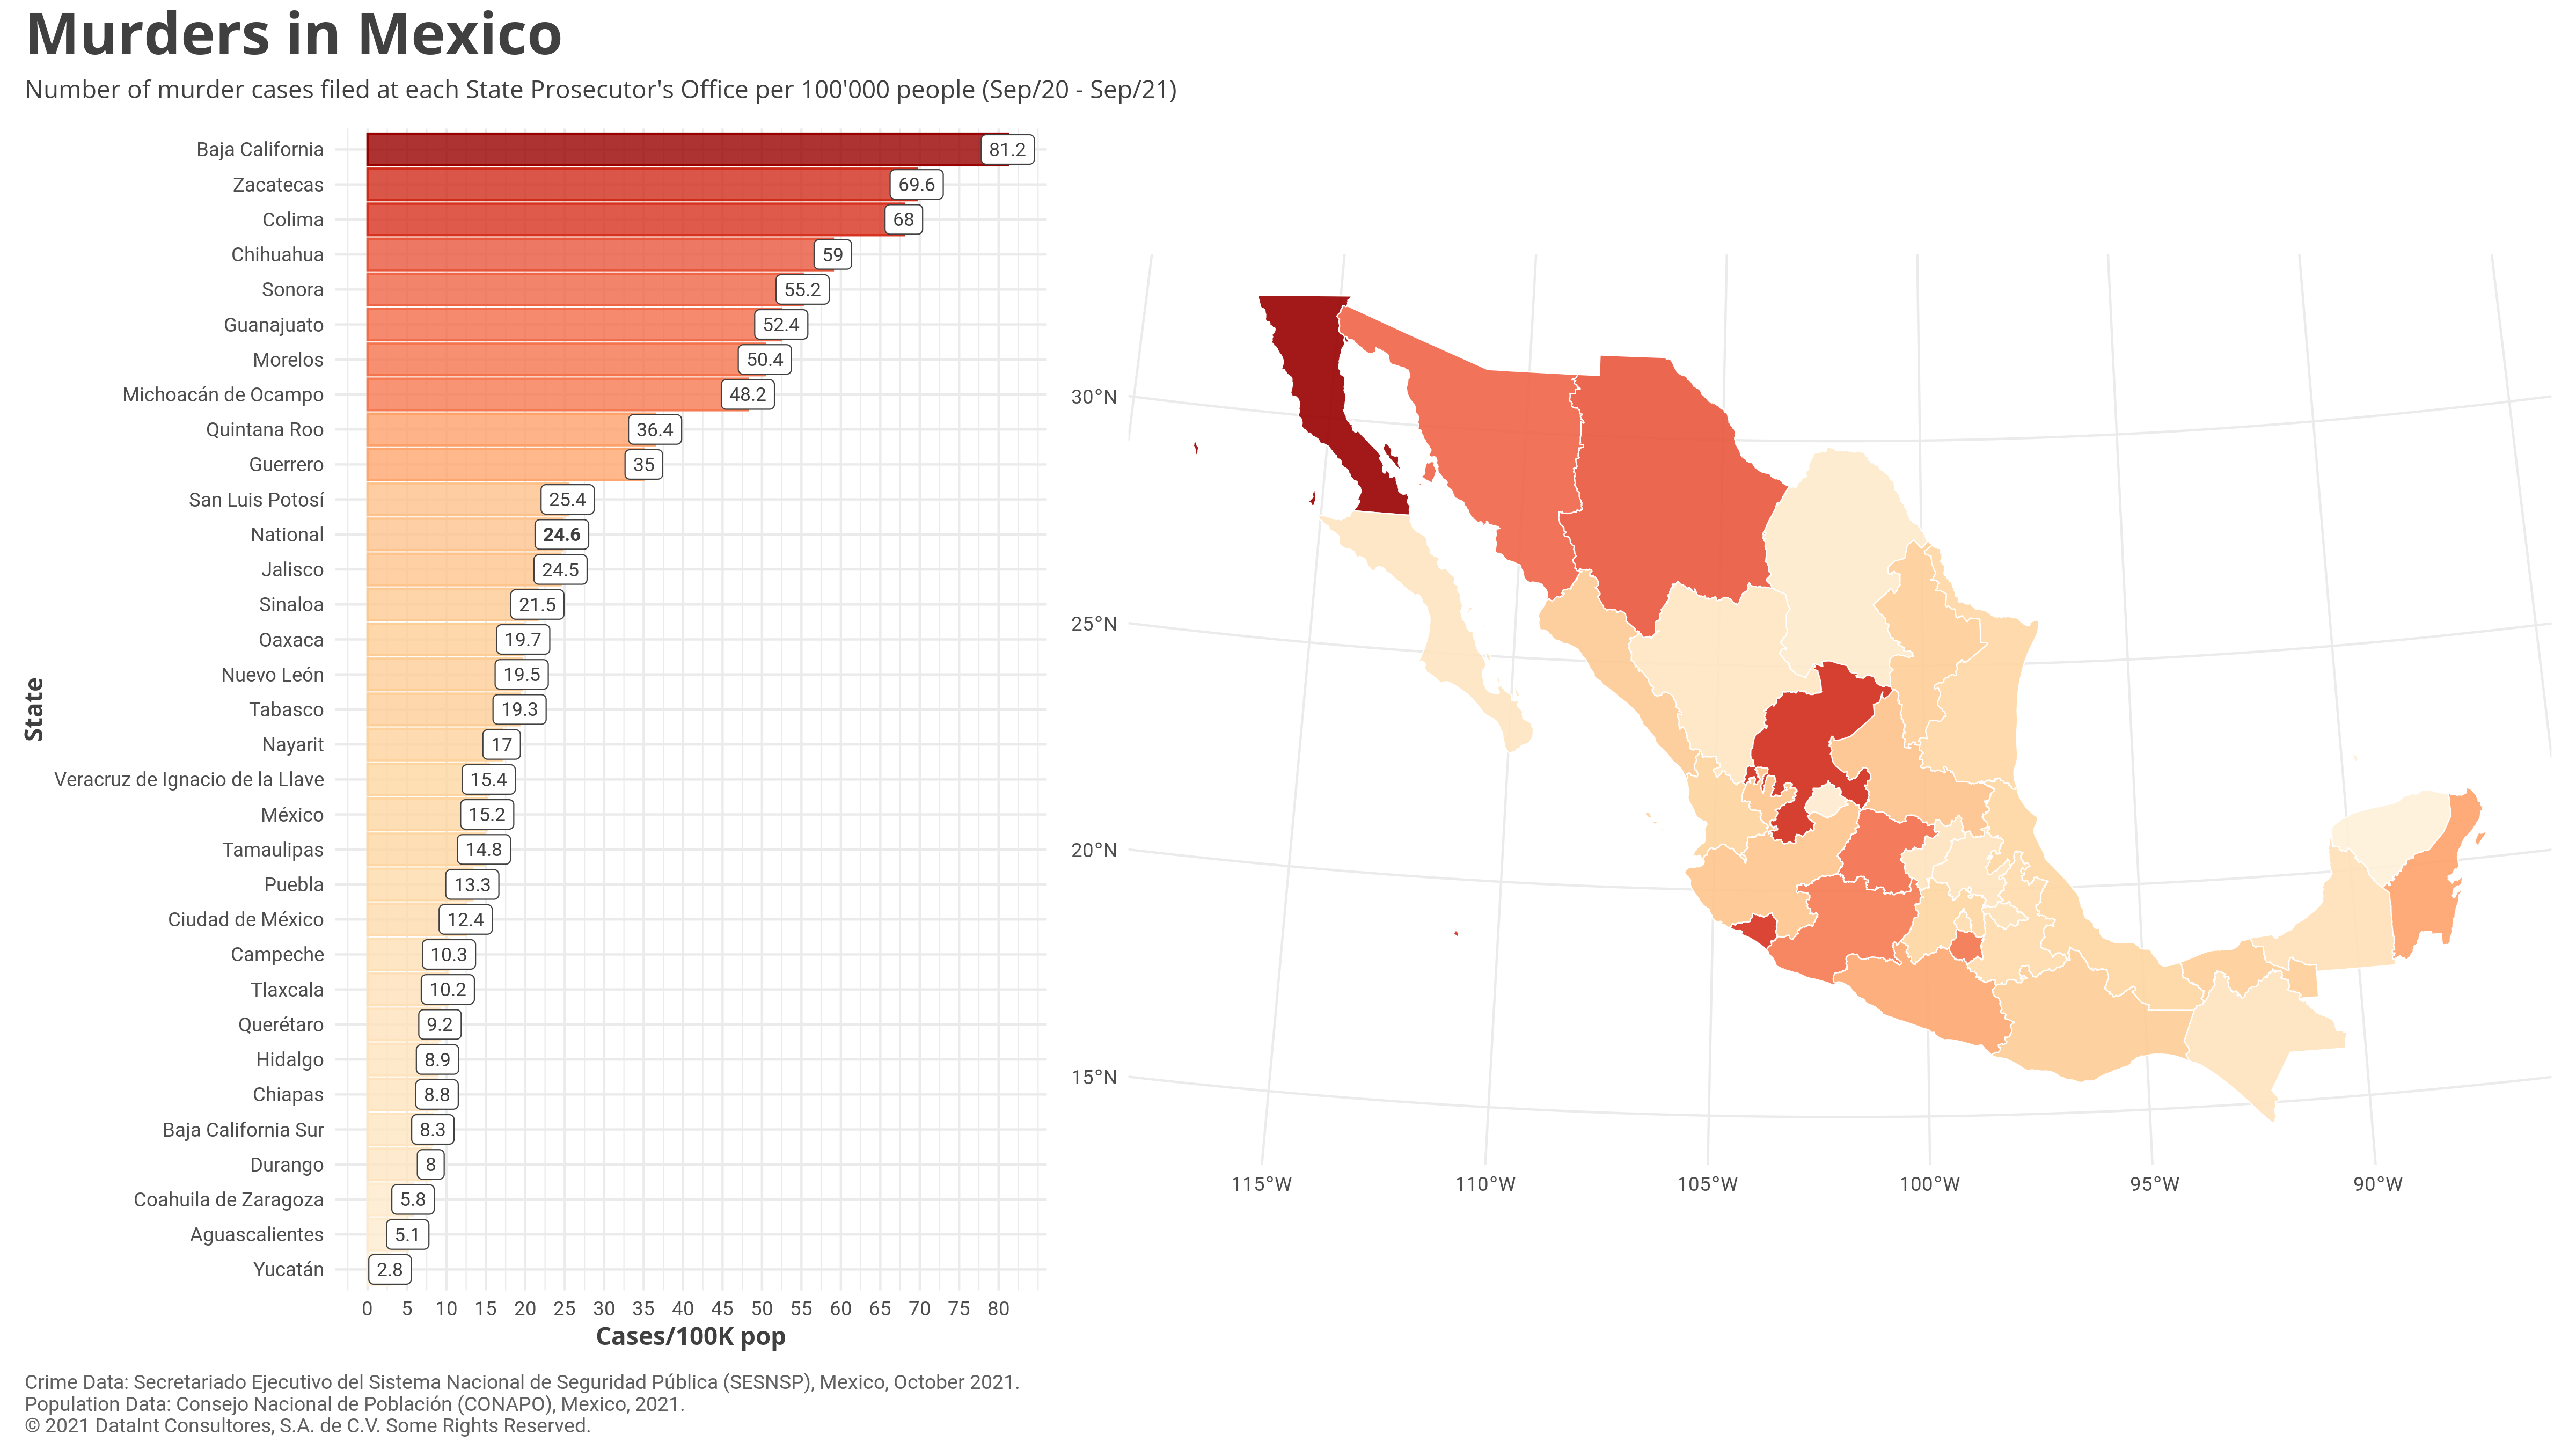 Murders in Mexico
Number of murder cases filed at each State Prosecutor's Office per 100'000 people (Sep/20 - Sep/21)
State
Baja California 81.2
Zacatecas 69.6
Colima 68
Chihuahua 59
Sonora 55.2
Guanajuato 52.4
Morelos 50.4
Michoacán de Ocampo 48.2
Quintana Roo 36.4
Guerrero 35
San Luis Potosí 25.4
National 24.6
Jalisco 24.5
Sinaloa 21.5
Oaxaca 19.7
Nuevo León 19.5
Tabasco 19.3
Nayarit 17
Veracruz de Ignacio de la Llave 15.4
México 15.2
Tamaulipas 14.8
Puebla 13.3
Ciudad de México 12.4
Campeche 10.3
Tlaxcala 10.2
Querétaro 9.2
Hidalgo 8.9
Chiapas 8.8
Baja California Sur 8.3
Durango 8
Coahuila de Zaragoza 5.8
Aguascalientes 5.1
Yucatán 2.8
0 5 10 15 20 25 30 35 40 45 50 55 60 65 70 75 80
Cases/100K pop
30°N
25°N
20°N
15°N
115°W 110°W 105°W 100°W 95°W 90°W
Crime Data: Secretariado Ejecutivo del Sistema Nacional de Seguridad Pública (SESNSP), Mexico, October 2021.
Population Data: Consejo Nacional de Población (CONAPO), Mexico, 2021.
© 2021 DataInt Consultores, S.A. de C.V. Some Rights Reserved.